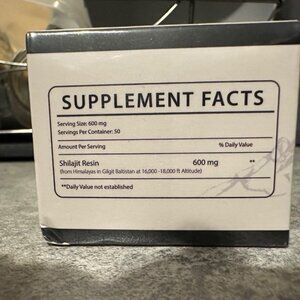 SUPPLEMENT FACTS
Serving Size: 600 mg
Servings Per Container: 50
Amount Per Serving % Daily Value
Shilajit Resin 600 mg **
(from Himalayas in Gilgit Baltistan at 16,000 -18,000 ft Altitude)
**Daily Value not established